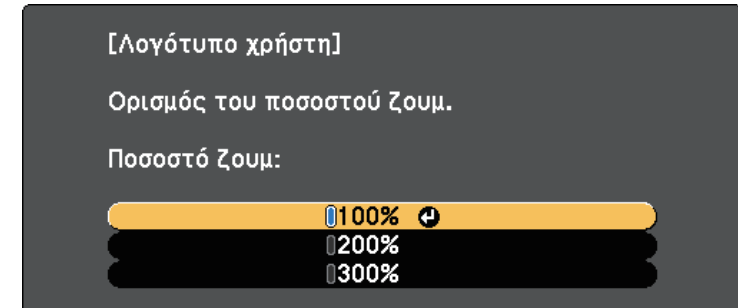 [Λογότυπο χρήστη]
Ορισμός του ποσοστού ζουμ.
Ποσοστό ζουμ:
100%
200%
300%